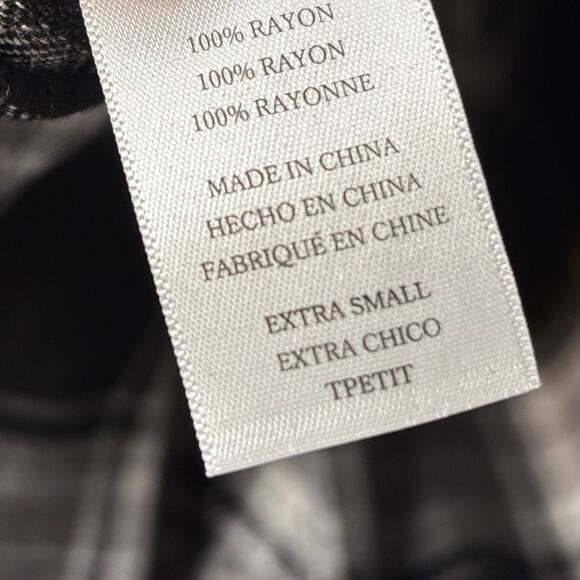 100% RAYON
100% RAYON
100% RAYONNE
MADE IN CHINA
HECHO EN CHINA
FABRIQUÉ EN CHINE
EXTRA SMALL
EXTRA CHICO
TPETIT